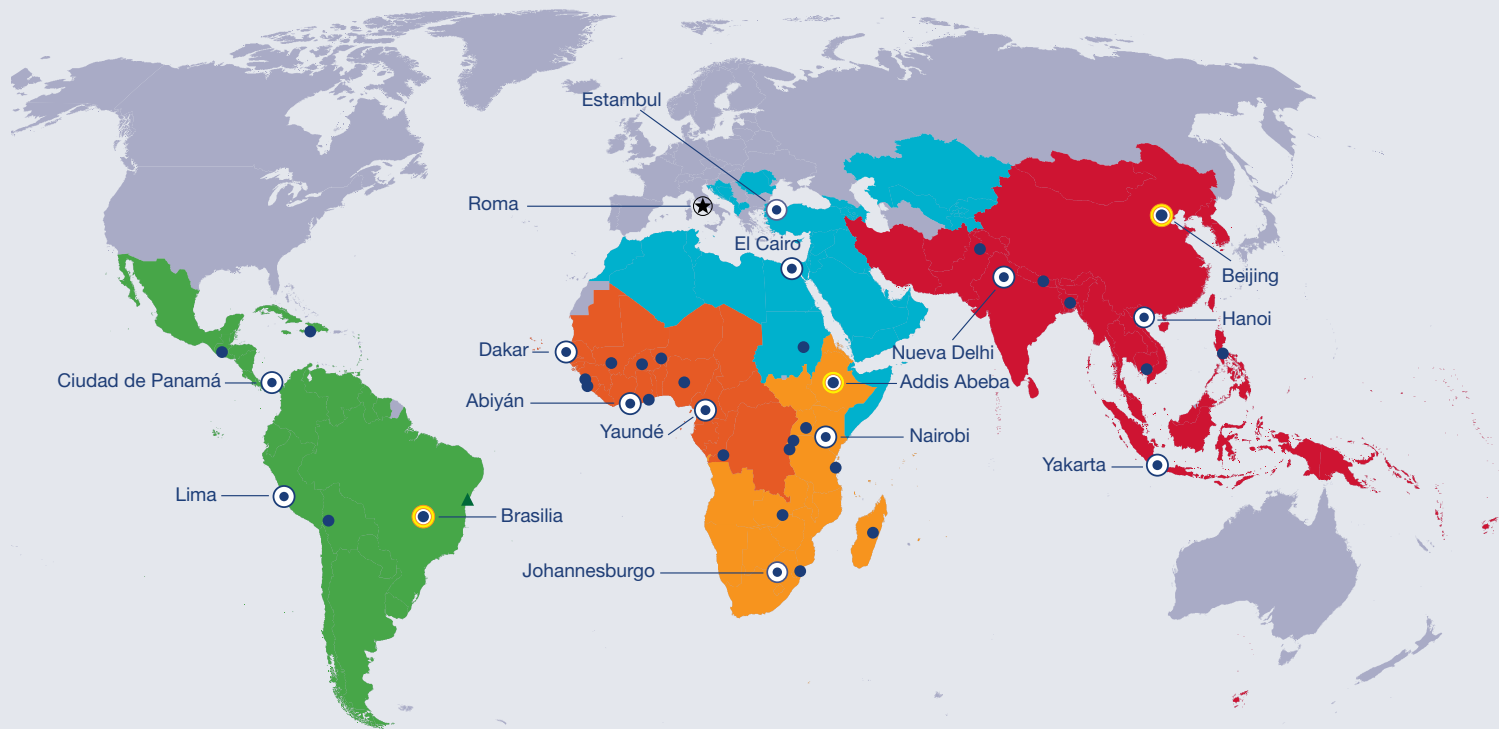 Estambul
Roma
El Cairo
Beijing
Hanoi
Dakar
Nueva Delhi
Ciudad de Panamá
Addis Abeba
Abiyán
Yaundé
Nairobi
Yakarta
Lima
Brasilia
Johannesburgo